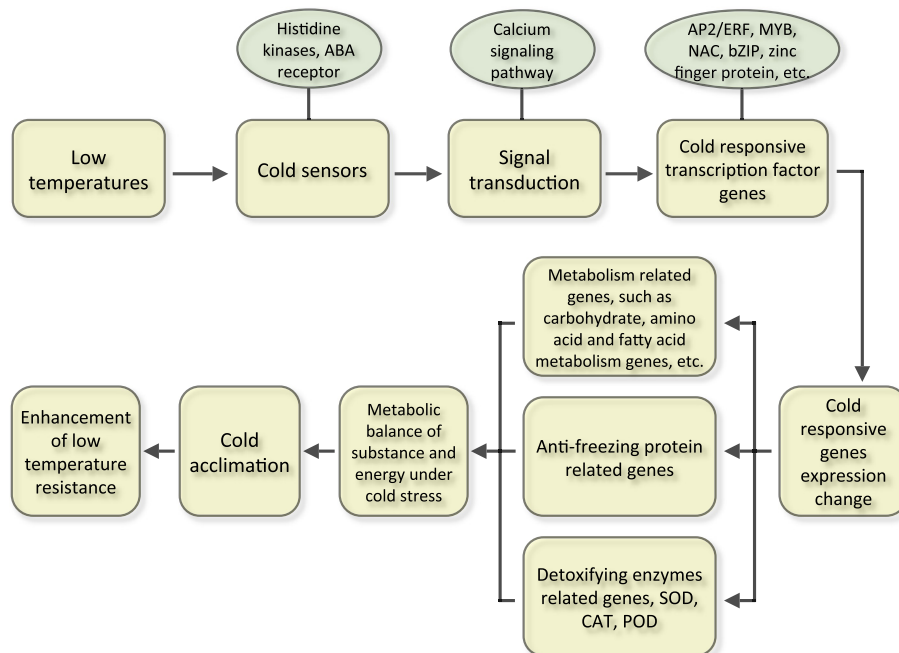 Histidine
kinases, ABA
receptor
Calcium
signaling
pathway
AP2/ERF, MYB,
NAC, bZIP, zinc
finger protein, etc.
Low
temperatures
Cold sensors
Signal
transduction
Cold responsive
transcription factor
genes
Metabolism related
genes, such as
carbohydrate, amino
acid and fatty acid
metabolism genes, etc.
Enhancement
of low
temperature
resistance
Cold
acclimation
Metabolic
balance of
substance and
energy under
cold stress
Anti-freezing protein
related genes
Cold
responsive
genes
expression
change
Detoxifying enzymes
related genes, SOD,
CAT, POD